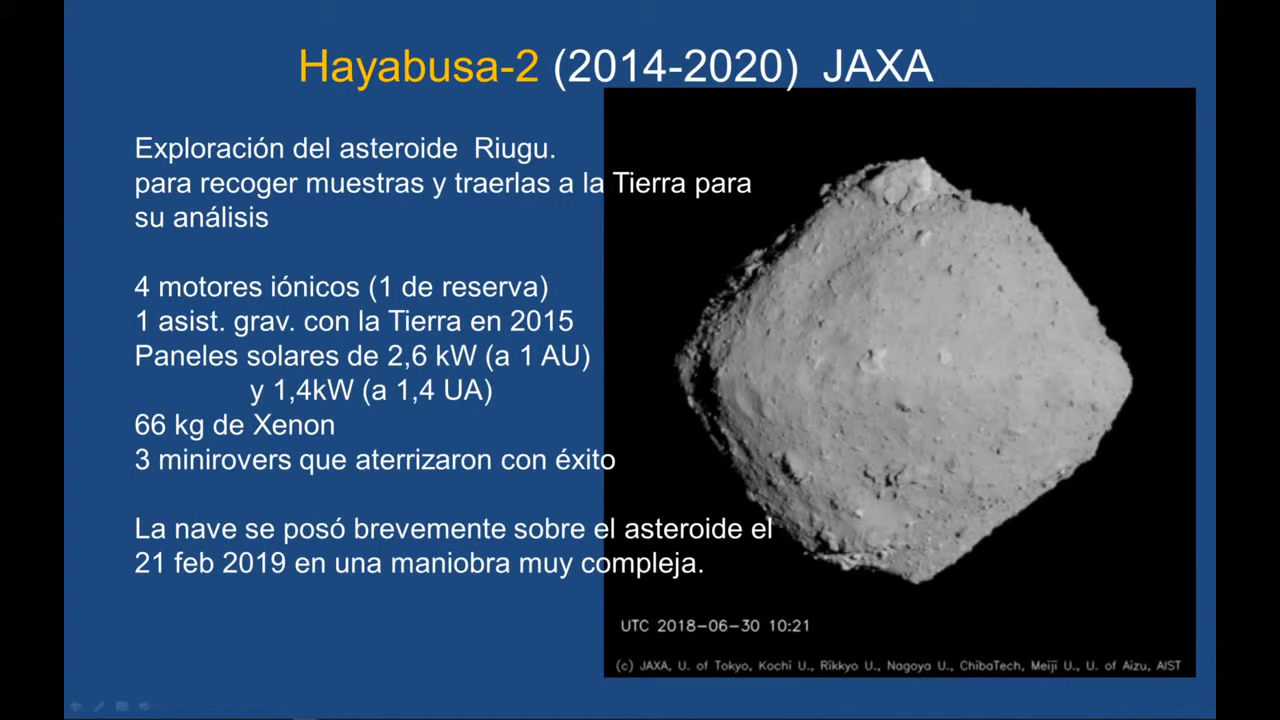 Hayabusa-2 (2014-2020) JAXA
Exploración del asteroide Riugu.
para recoger muestras y traerlas a la Tierra para
su análisis
4 motores iónicos (1 de reserva)
1 asist. grav. con la Tierra en 2015
Paneles solares de 2,6 kW (a 1 AU)
y 1,4kW (a 1,4 UA)
66 kg de Xenon
3 minirovers que aterrizaron con éxito
La nave se posó brevemente sobre el asteroide el
21 feb 2019 en una maniobra muy compleja.
UTC 2018-06-30 10:21
(c) JAXA, U. of Tokyo, Kochi U., Rikkyo U., Nagoya U., ChibaTech, Meiji U., U. of Aizu, AIST